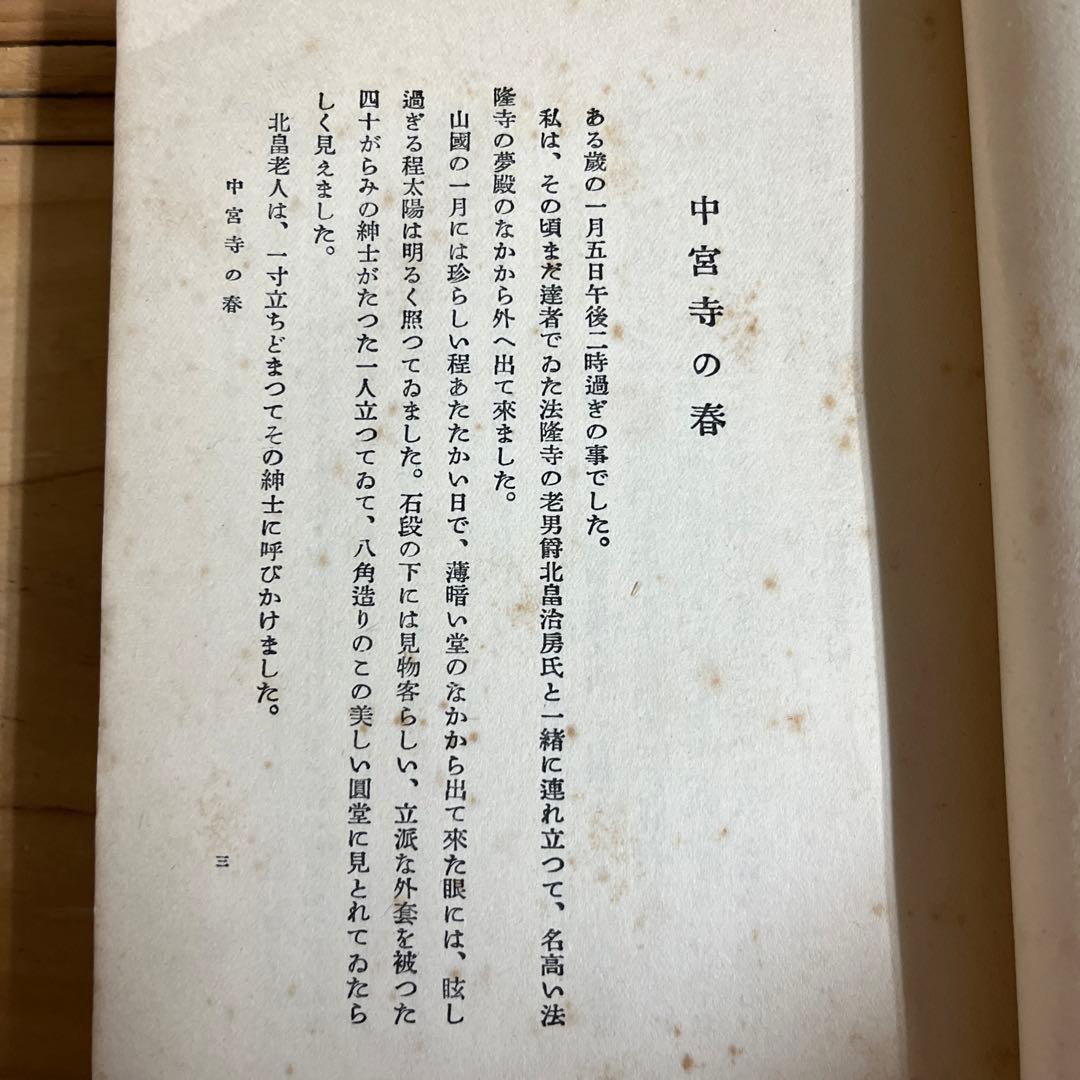 中宮寺の春
ある歳の一月五日午後二時過ぎの事でした。
私は、その頃まだ達者でゐた法隆寺の老男爵北畠治房氏と一緒に連れ立つて、名高い法
隆寺の夢殿のなかから外へ出て來ました。
山國の一月には珍らしい程あたたかい日で、薄暗い堂のなかから出て來た眼には、眩し
過ぎる程太陽は明るく照つてゐました。石段の下には見物客らしい、立派な外套を被つた
四十がらみの紳士がたつた一人立つてゐて、八角造りのこの美しい圓堂に見とれてゐたら
しく見えました。
北畠老人は、一寸立ちどまつてその紳士に呼びかけました。
中宮寺の春
三